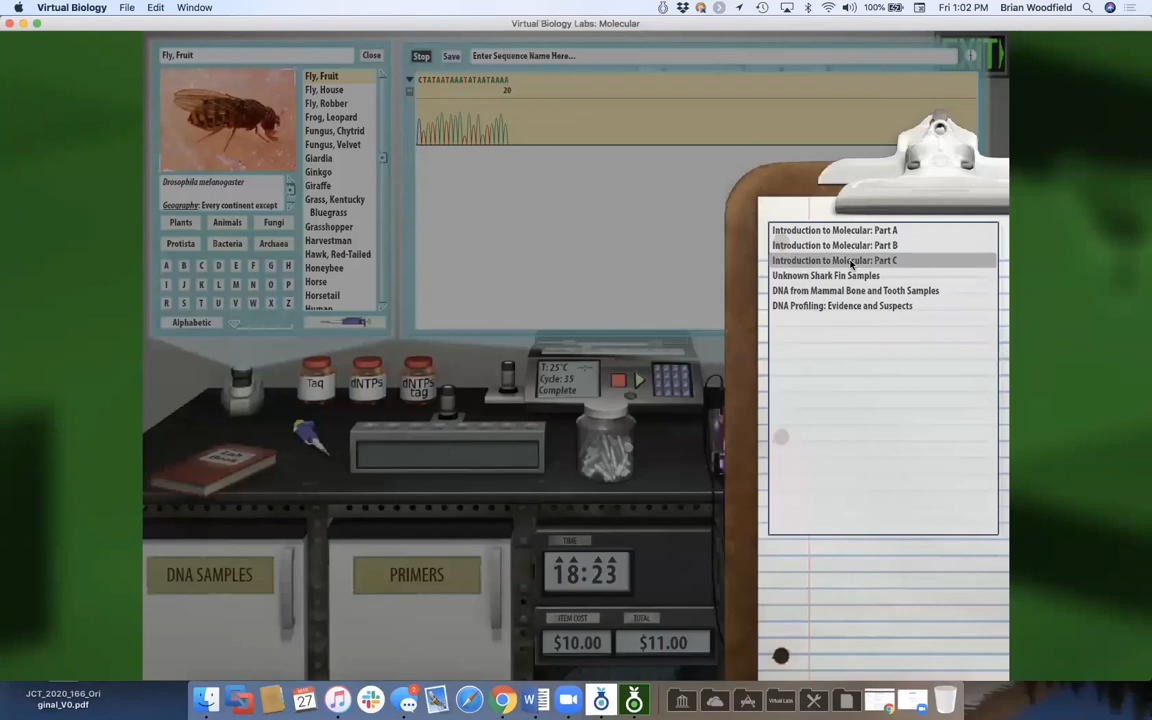 Virtual Biology
File
Edit
Window
100%
Fri 1:02 PM
Brian Woodfield
Virtual Biology Labs: Molecular
Fly, Fruit
Close
Stop
Save
Enter Sequence Name Here...
Fly, Fruit
Fly, House
Fly, Robber
Frog, Leopard
Fungus, Chytrid
Fungus, Velvet
Giardia
Ginkgo
Giraffe
Grass, Kentucky
Bluegrass
Grasshopper
Harvestman
Hawk, Red-Tailed
Honeybee
Horse
Horsetail
Human
Drosophila melanogaster
Geography: Every continent except
Plants
Animals
Fungi
Protista
Bacteria
Archaea
A B C D E F G H
I J K L M N O P Q
R S T U V W X Y Z
Alphabetic
CTATAATAAATATAATAAAA
20
EXIT
Introduction to Molecular: Part A
Introduction to Molecular: Part B
Introduction to Molecular: Part C
Unknown Shark Fin Samples
DNA from Mammal Bone and Tooth Samples
DNA Profiling: Evidence and Suspects
Taq
dNTPs
dNTPs
tag
T: 25°C
Cycle: 35
Complete
Lab
Book
DNA SAMPLES
PRIMERS
TIME
18:23
ITEM COST
TOTAL
$10.00
$11.00
JCT_2020_166_Ori
ginal_V0.pdf
27
2